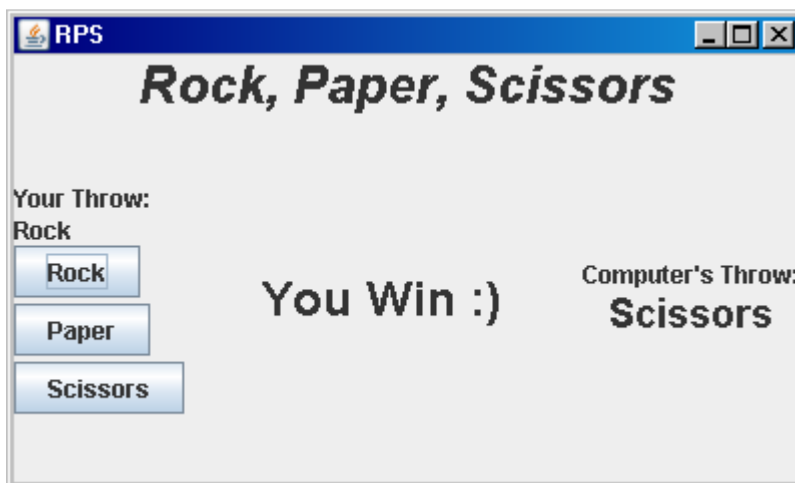 RPS
Rock, Paper, Scissors
Your Throw:
Rock
Rock
Paper
Scissors
You Win :)
Computer's Throw:
Scissors